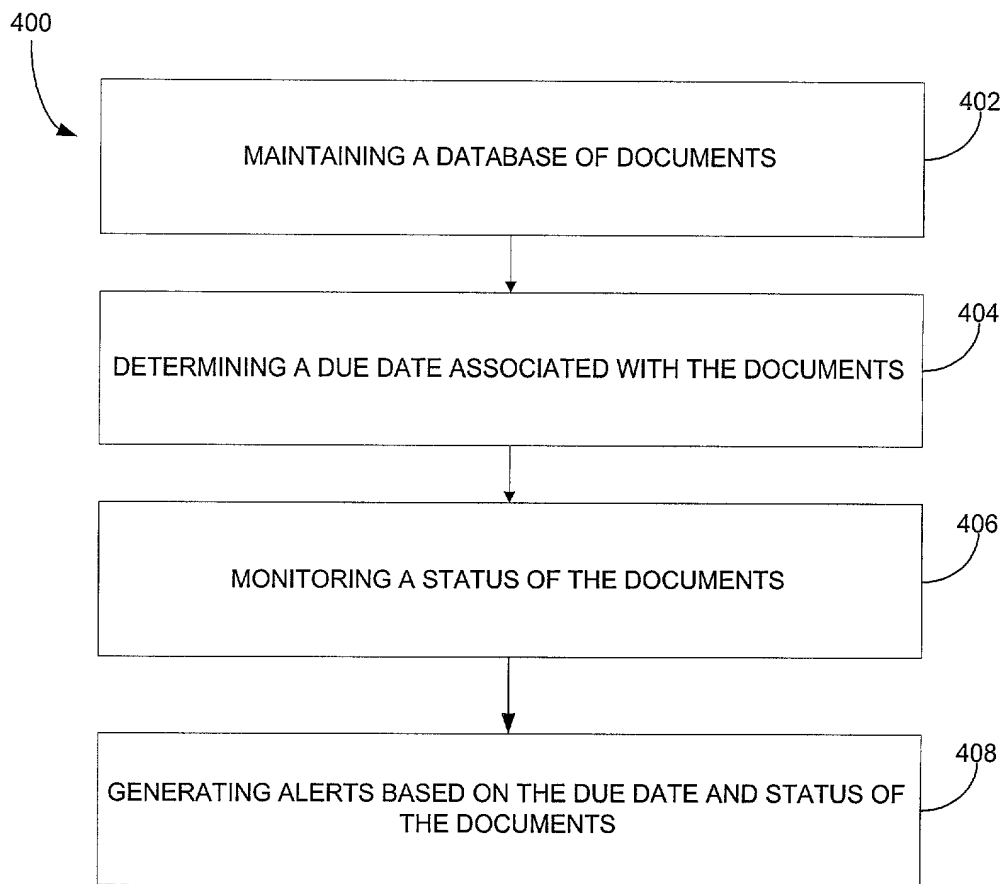 400
402
MAINTAINING A DATABASE OF DOCUMENTS
404
DETERMINING A DUE DATE ASSOCIATED WITH THE DOCUMENTS
406
MONITORING A STATUS OF THE DOCUMENTS
408
GENERATING ALERTS BASED ON THE DUE DATE AND STATUS OF
THE DOCUMENTS